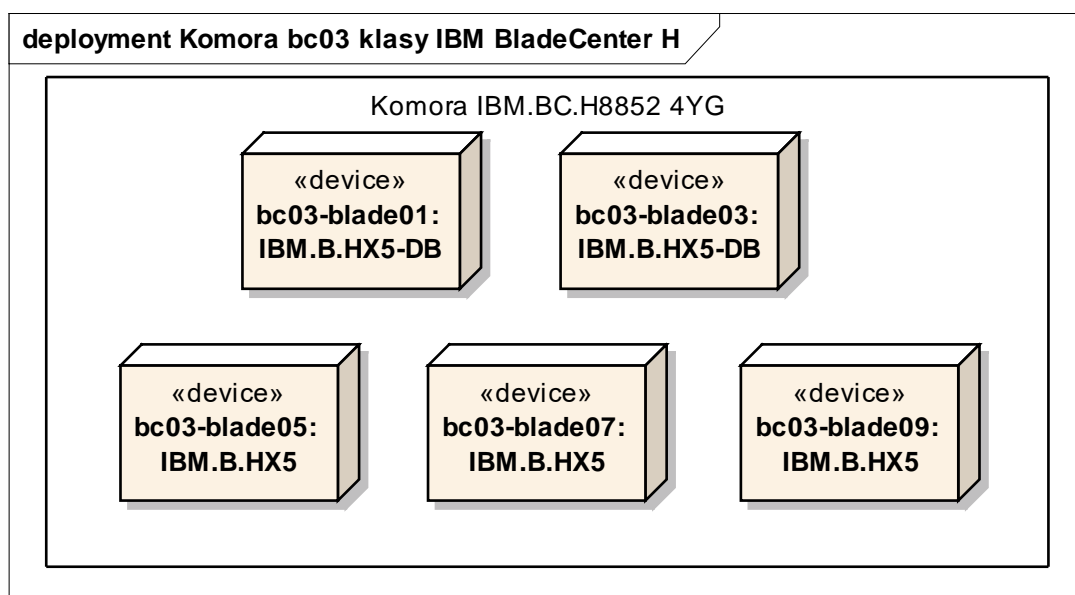 deployment Komora bc03 klasy IBM BladeCenter H
Komora IBM.BC.H8852 4YG
«device»
bc03-blade01:
IBM.B.HX5-DB
«device»
bc03-blade03:
IBM.B.HX5-DB
«device»
bc03-blade05:
IBM.B.HX5
«device»
bc03-blade07:
IBM.B.HX5
«device»
bc03-blade09:
IBM.B.HX5